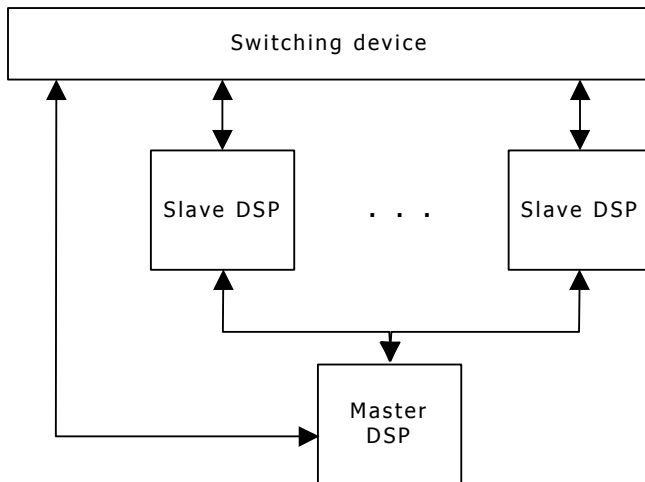 Switching device
Slave DSP
. . .
Slave DSP
Master
DSP